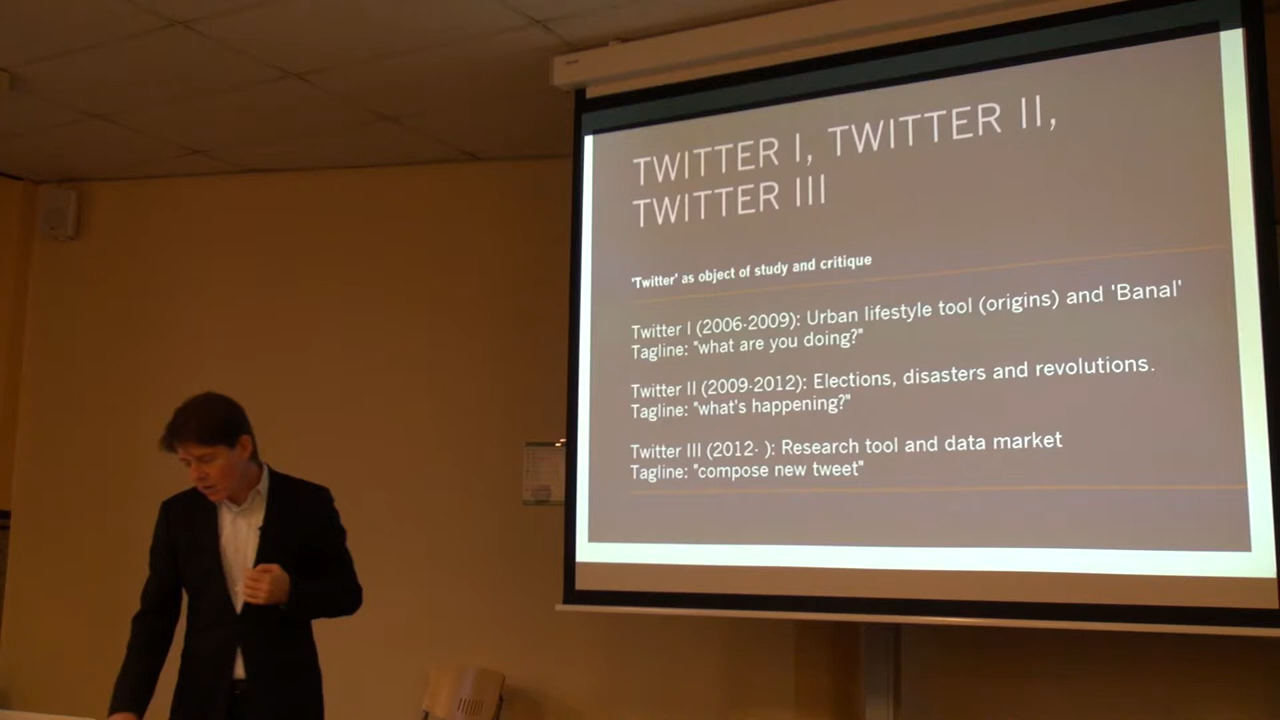 TWITTER I, TWITTER II,
TWITTER III
'Twitter' as object of study and critique
Twitter I (2006-2009): Urban lifestyle tool (origins) and 'Banal'
Tagline: "what are you doing?"
Twitter II (2009-2012): Elections, disasters and revolutions.
Tagline: "what's happening?"
Twitter III (2012- ): Research tool and data market
Tagline: "compose new tweet"